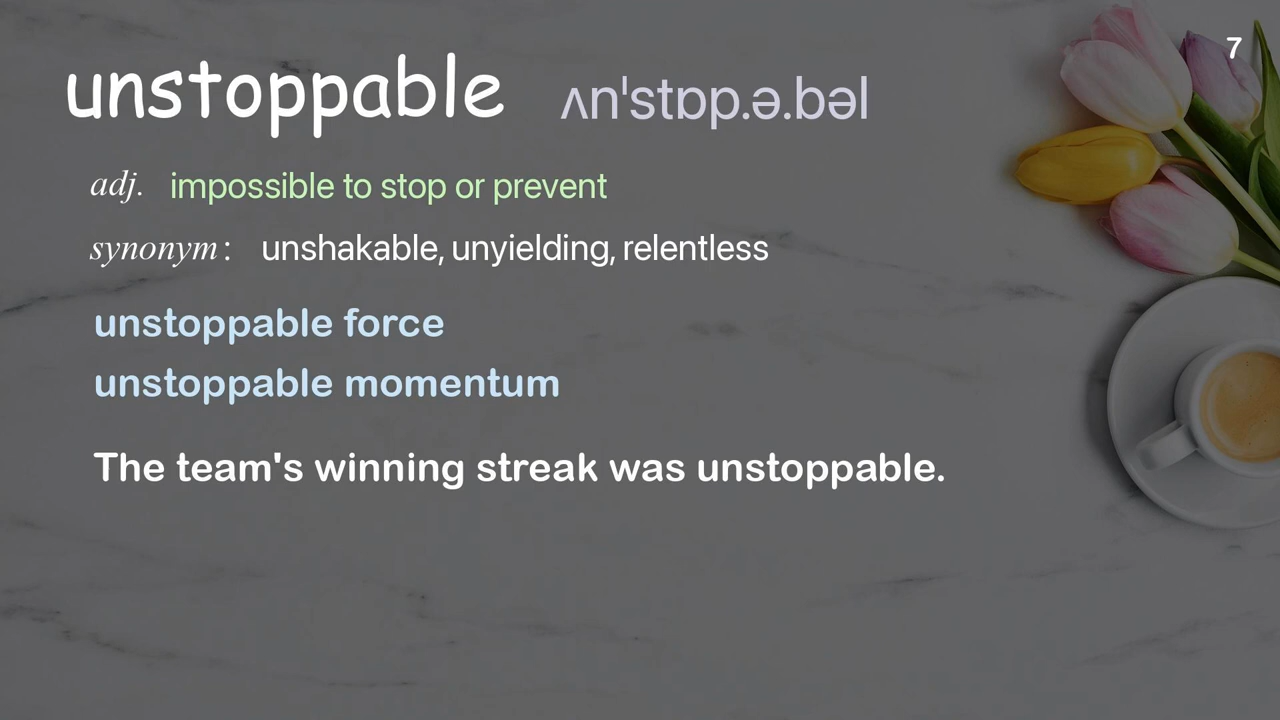 7
unstoppable ʌnˈstɒp.ə.bəl
adj. impossible to stop or prevent
synonym: unshakable, unyielding, relentless
unstoppable force
unstoppable momentum
The team's winning streak was unstoppable.